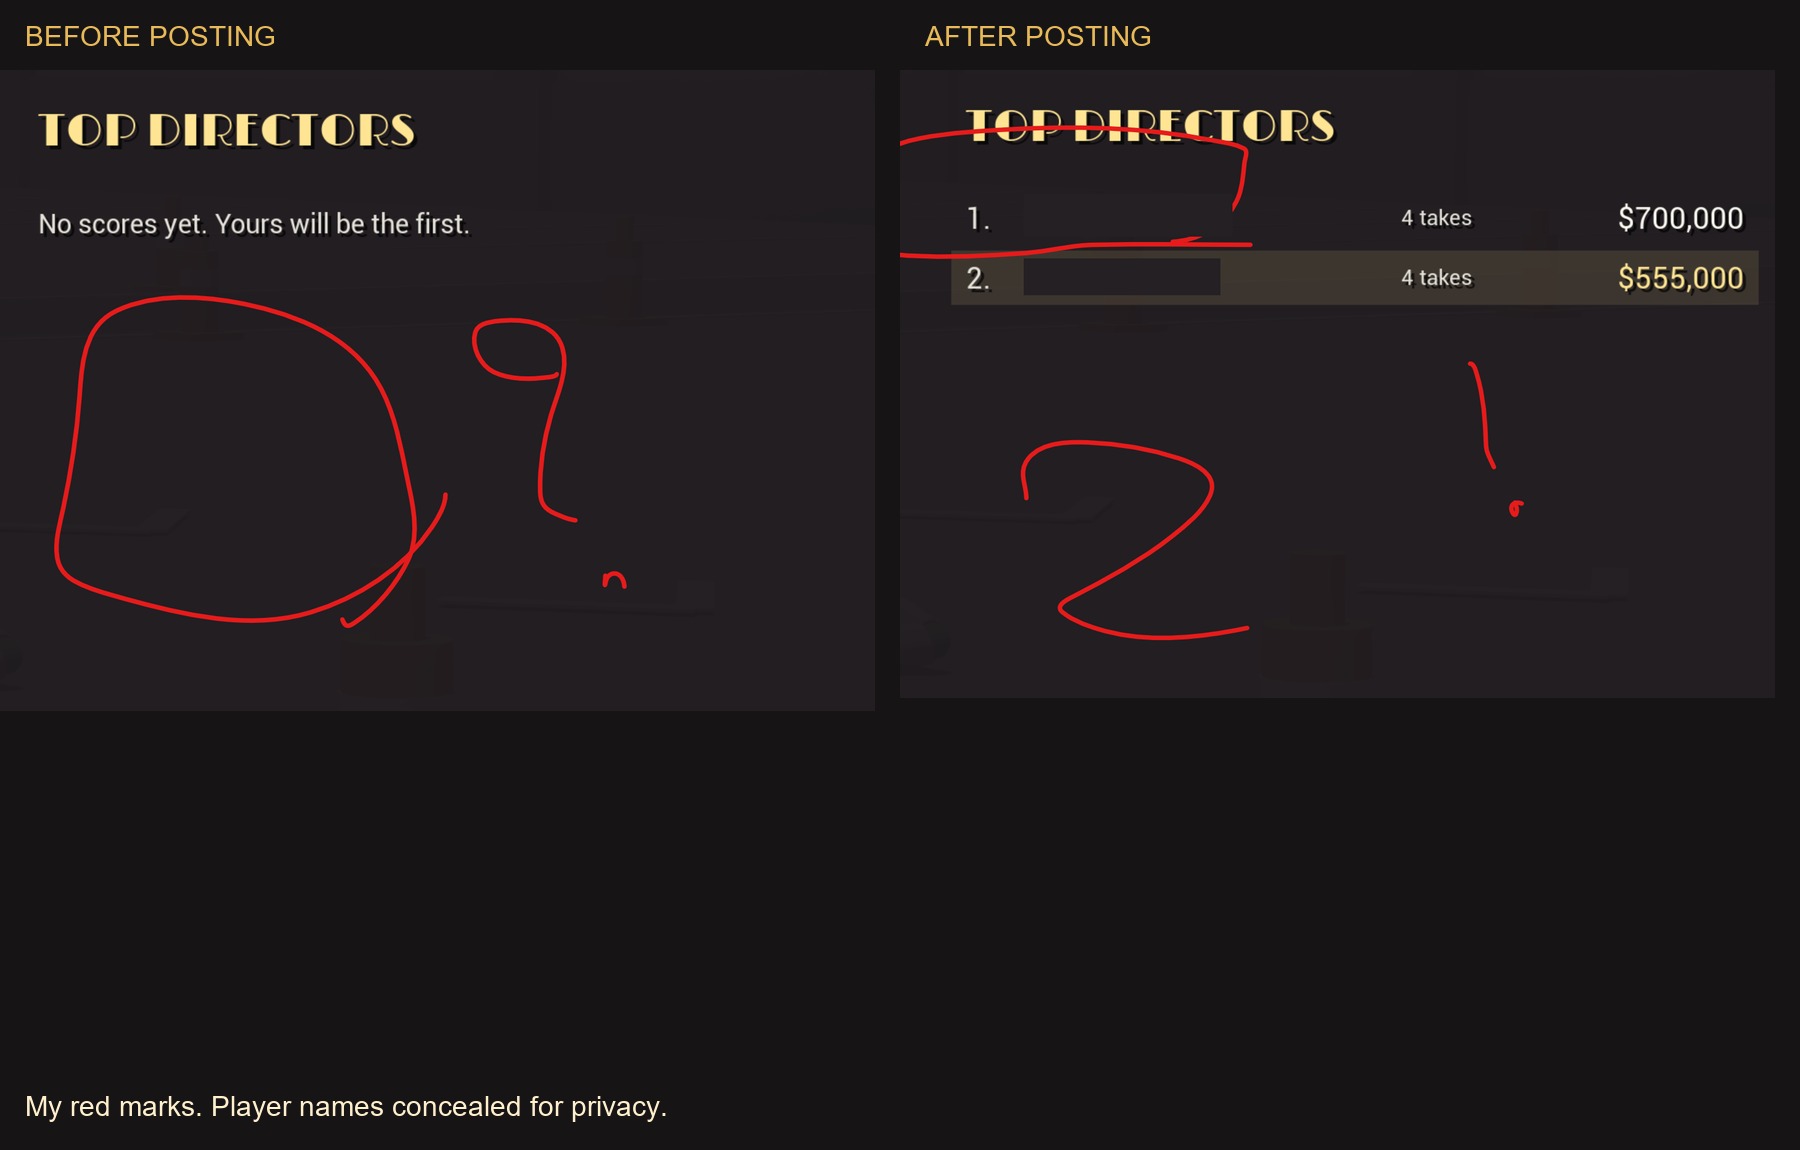 BEFORE POSTING
TOP DIRECTORS
No scores yet. Yours will be the first.
?
AFTER POSTING
TOP DIRECTORS
1. 4 takes $700,000
2. 4 takes $555,000
2 !
My red marks. Player names concealed for privacy.